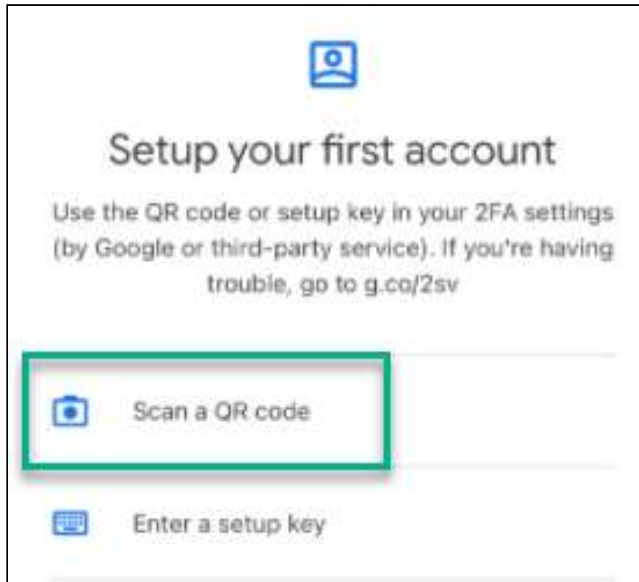 Setup your first account
Use the QR code or setup key in your 2FA settings
(by Google or third-party service). If you're having
trouble, go to g.co/2sv
Scan a QR code
Enter a setup key